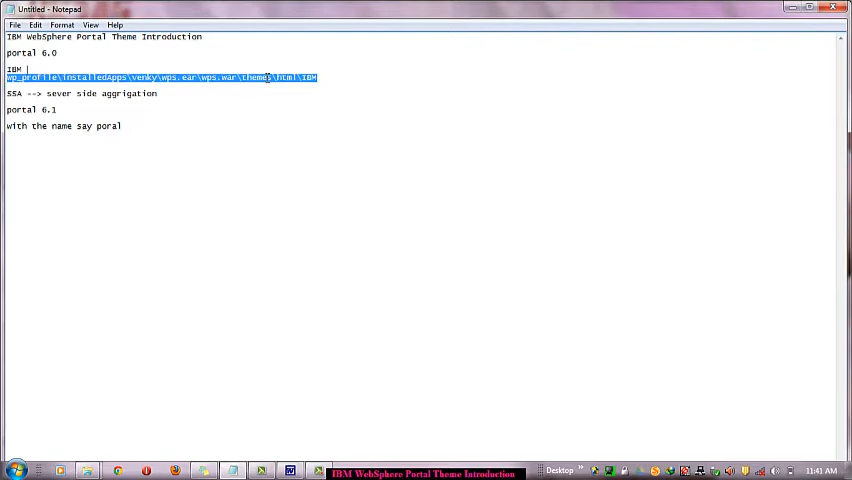 Untitled - Notepad
File Edit Format View Help
IBM WebSphere Portal Theme Introduction
portal 6.0
IBM |
wp_profile\installedApps\venky\wps.ear\wps.war\themes\html\IBM
SSA --> sever side aggrigation
portal 6.1
with the name say poral
IBM WebSphere Portal Theme Introduction
Desktop »
11:41 AM